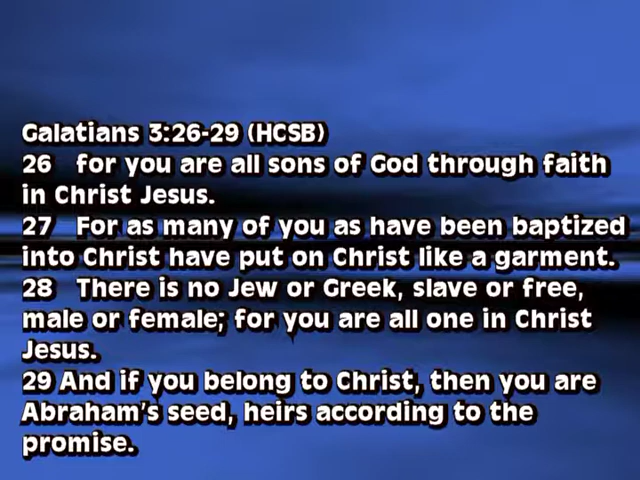 Galatians 3:26-29 (HCSB)
26 for you are all sons of God through faith
in Christ Jesus.
27 For as many of you as have been baptized
into Christ have put on Christ like a garment.
28 There is no Jew or Greek, slave or free,
male or female; for you are all one in Christ
Jesus.
29 And if you belong to Christ, then you are
Abraham's seed, heirs according to the
promise.